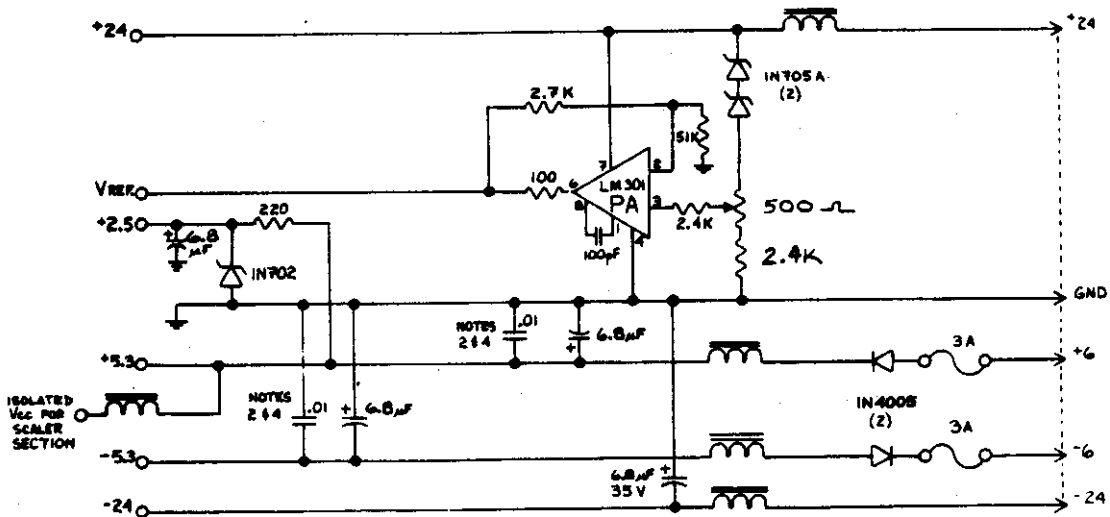 +24
+24
IN705A
(2)
2.7K
51K
7
2
VREF
100
6
LM301
PA
3
8
1
4
2.4K
500 Ω
2.4K
100pF
+2.5
220
+
6.8
µF
IN702
GND
NOTES
2 & 4
.01
6.8µF
+
+5.3
3A
+6
ISOLATED
VCC FOR
SCALER
SECTION
NOTES
2 & 4
.01
+
6.8µF
IN4005
(2)
3A
-5.3
-6
6.8µF
35V
+
-24
-24